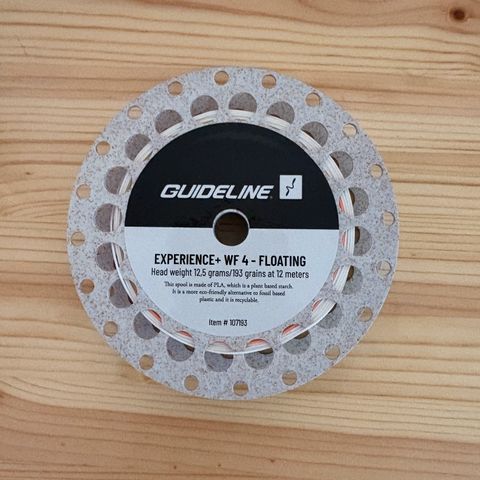 GUIDELINE
EXPERIENCE+ WF 4 - FLOATING
Head weight 12,5 grams/193 grains at 12 meters
This spool is made of PLA, which is a plant based starch.
It is a more eco-friendly alternative to fossil based
plastic and it is recyclable.
Item # 107193